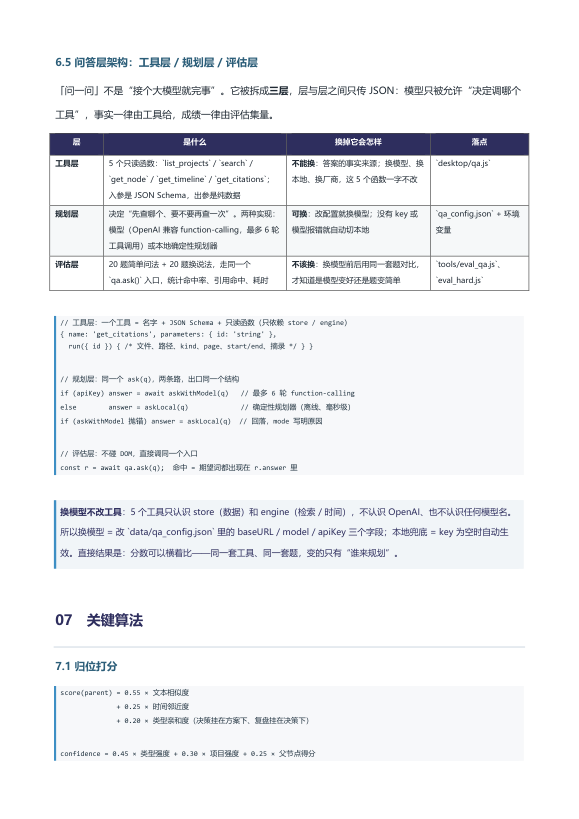 6.5 问答层架构：工具层 / 规划层 / 评估层
「问一问」不是“接个大模型就完事”。它被拆成三层，层与层之间只传 JSON：模型只被允许“决定调哪个
工具”，事实一律由工具给，成绩一律由评估集量。
层 是什么 换掉它会怎样 落点
工具层 5 个只读函数：`list_projects` / `search` / 不能换：答案的事实来源；换模型、换 `desktop/qa.js`
`get_node` / `get_timeline` / `get_citations`； 本地、换厂商，这 5 个函数一字不改
入参是 JSON Schema，出参是纯数据
规划层 决定“先查哪个、要不要再查一次”。两种实现： 可换：改配置就换模型；没有 key 或 `qa_config.json` + 环境
模型（OpenAI 兼容 function-calling，最多 6 轮 模型报错就自动切本地 变量
工具调用）或本地确定性规划器
评估层 20 题简单问法 + 20 题换说法，走同一个 不该换：换模型前后用同一套题对比， `tools/eval_qa.js`、
`qa.ask()` 入口，统计命中率、引用命中、耗时 才知道是模型变好还是题变简单 `eval_hard.js`
// 工具层：一个工具 = 名字 + JSON Schema + 只读函数（只依赖 store / engine）
{ name: 'get_citations', parameters: { id: 'string' },
run({ id }) { /* 文件、路径、kind、page、start/end、摘录 */ } }
// 规划层：同一个 ask(q)，两条路，出口同一个结构
if (apiKey) answer = await askWithModel(q) // 最多 6 轮 function-calling
else answer = askLocal(q) // 确定性规划器（离线、毫秒级）
if (askWithModel 抛错) answer = askLocal(q) // 回落，mode 写明原因
// 评估层：不碰 DOM，直接调同一个入口
const r = await qa.ask(q); 命中 = 期望词都出现在 r.answer 里
换模型不改工具：5 个工具只认识 store（数据）和 engine（检索 / 时间），不认识 OpenAI、也不认识任何模型名。
所以换模型 = 改 `data/qa_config.json` 里的 baseURL / model / apiKey 三个字段；本地兜底 = key 为空时自动生
效。直接结果是：分数可以横着比——同一套工具、同一套题，变的只有“谁来规划”。
07 关键算法
7.1 归位打分
score(parent) = 0.55 × 文本相似度
+ 0.25 × 时间邻近度
+ 0.20 × 类型亲和度（决策挂在方案下、复盘挂在决策下）
confidence = 0.45 × 类型强度 + 0.30 × 项目强度 + 0.25 × 父节点得分